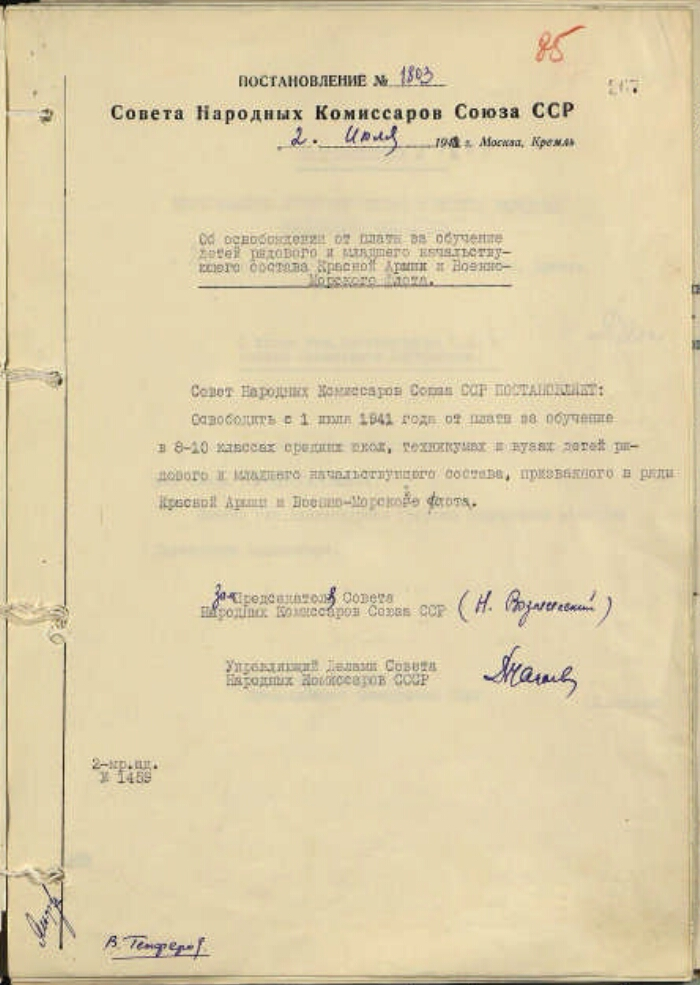 85
267
ПОСТАНОВЛЕНИЕ № 1803
Совета Народных Комиссаров Союза ССР
2. Июля 1941 г. Москва, Кремль
Об освобождении от платы за обучение
детей рядового и младшего начальству-
ющего состава Красной Армии и Военно-
Морского Флота.
Совет Народных Комиссаров Союза ССР ПОСТАНОВЛЯЕТ:
Освободить с 1 июля 1941 года от платы за обучение
в 8-10 классах средних школ, техникумах и вузах детей ря-
дового и младшего начальствующего состава, призванного в ряды
Красной Армии и Военно-Морского флота.
Зам Председателя Совета
Народных Комиссаров Союза ССР (Н. Вознесенский)
Управляющий Делами Совета
Народных Комиссаров СССР
2-мр.ид.
№ 1459